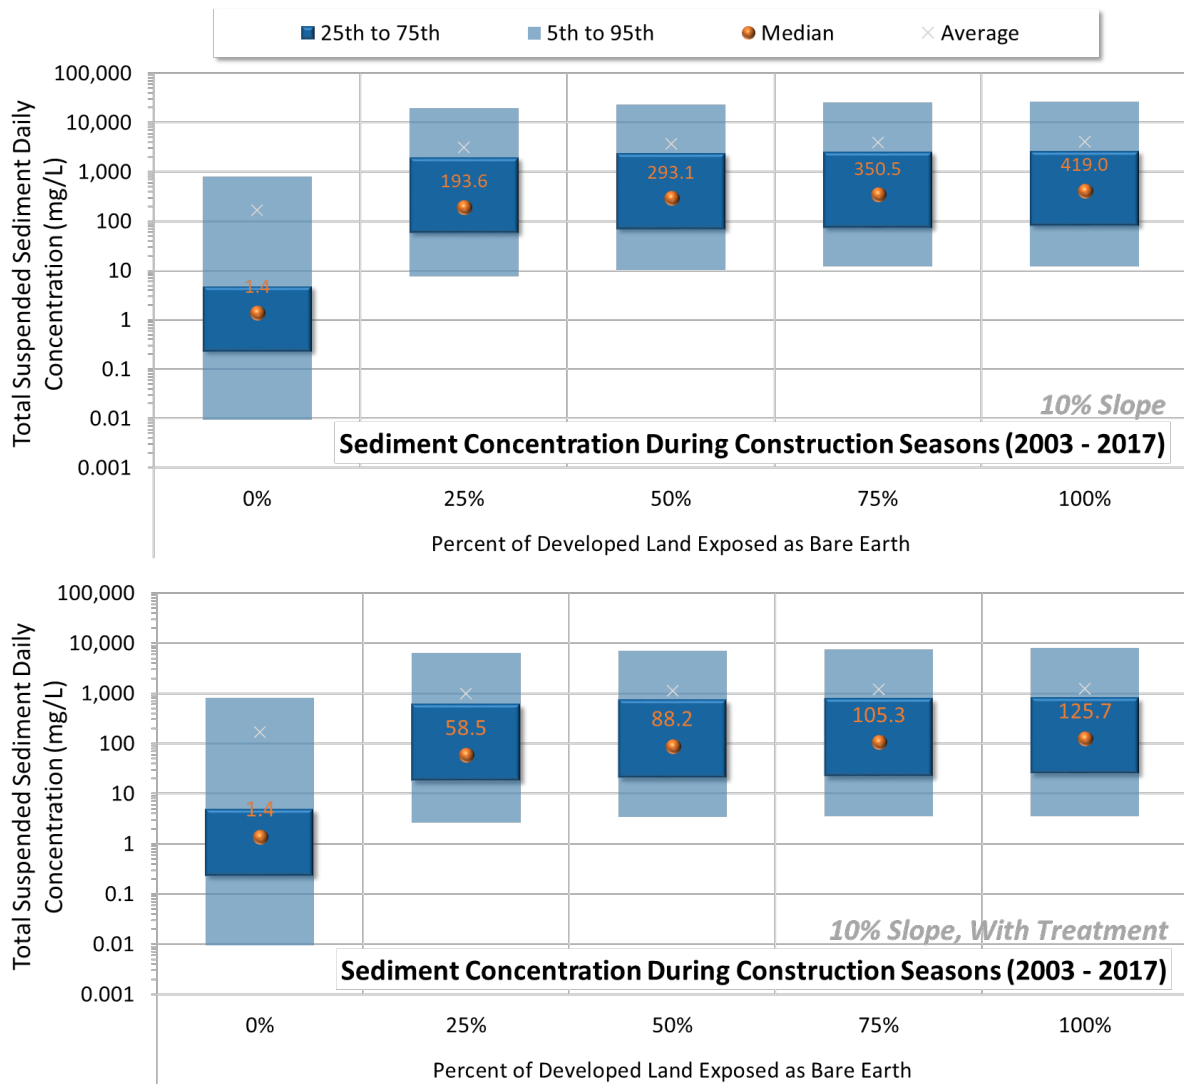 25th to 75th 5th to 95th Median Average
Total Suspended Sediment Daily
Concentration (mg/L)
100,000
10,000
1,000
100
10
1
0.1
0.01
0.001
1.4
193.6
293.1
350.5
419.0
10% Slope
Sediment Concentration During Construction Seasons (2003 - 2017)
0% 25% 50% 75% 100%
Percent of Developed Land Exposed as Bare Earth
Total Suspended Sediment Daily
Concentration (mg/L)
100,000
10,000
1,000
100
10
1
0.1
0.01
0.001
1.4
58.5
88.2
105.3
125.7
10% Slope, With Treatment
Sediment Concentration During Construction Seasons (2003 - 2017)
0% 25% 50% 75% 100%
Percent of Developed Land Exposed as Bare Earth